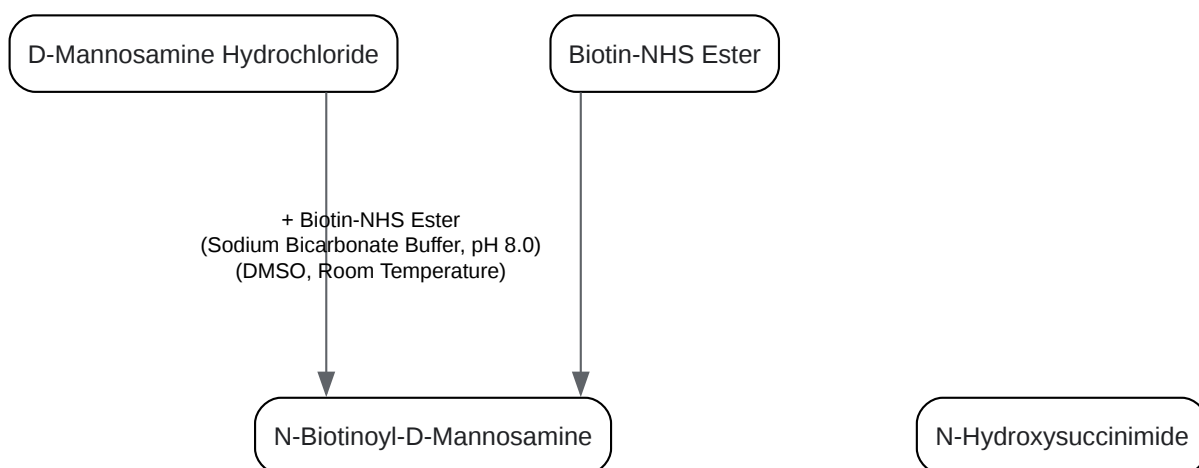 D-Mannosamine Hydrochloride
Biotin-NHS Ester
+ Biotin-NHS Ester
(Sodium Bicarbonate Buffer, pH 8.0)
(DMSO, Room Temperature)
N-Biotinoyl-D-Mannosamine
N-Hydroxysuccinimide